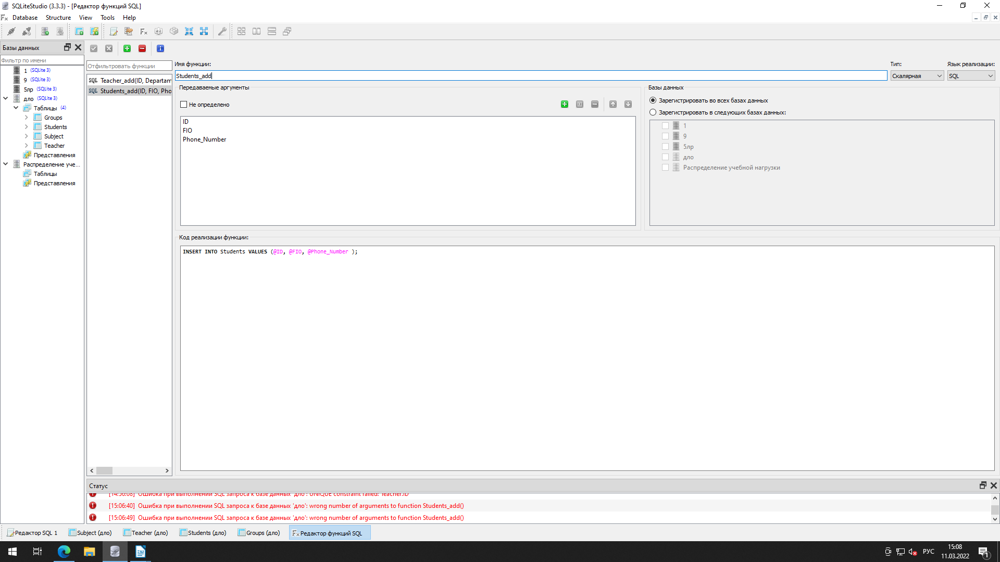 SQLiteStudio (3.3.3) - [Редактор функций SQL]
Database Structure View Tools Help
Базы данных
Фильтр по имени
1 (SQLite 3)
9 (SQLite 3)
5лр (SQLite 3)
дло (SQLite 3)
Таблицы (4)
Groups
Students
Subject
Teacher
Представления
Распределение уче...
Таблицы
Представления
Отфильтровать функции
SQL Teacher_add(ID, Departam
SQL Students_add(ID, FIO, Pho
Имя функции:
Students_add
Тип:
Скалярная
Язык реализации:
SQL
Передаваемые аргументы
Не определено
ID
FIO
Phone_Number
Базы данных
Зарегистрировать во всех базах данных
Зарегистрировать в следующих базах данных:
1
9
5лр
дло
Распределение учебной нагрузки
Код реализации функции:
INSERT INTO Students VALUES (@ID, @FIO, @Phone_Number );
Статус
[14:56:08] Ошибка при выполнении SQL запроса к базе данных 'дло': UNIQUE constraint failed: Teacher.ID
[15:06:40] Ошибка при выполнении SQL запроса к базе данных 'дло': wrong number of arguments to function Students_add()
[15:06:49] Ошибка при выполнении SQL запроса к базе данных 'дло': wrong number of arguments to function Students_add()
Редактор SQL 1 Subject (дло) Teacher (дло) Students (дло) Groups (дло) Редактор функций SQL
РУС
15:08
11.03.2022
1